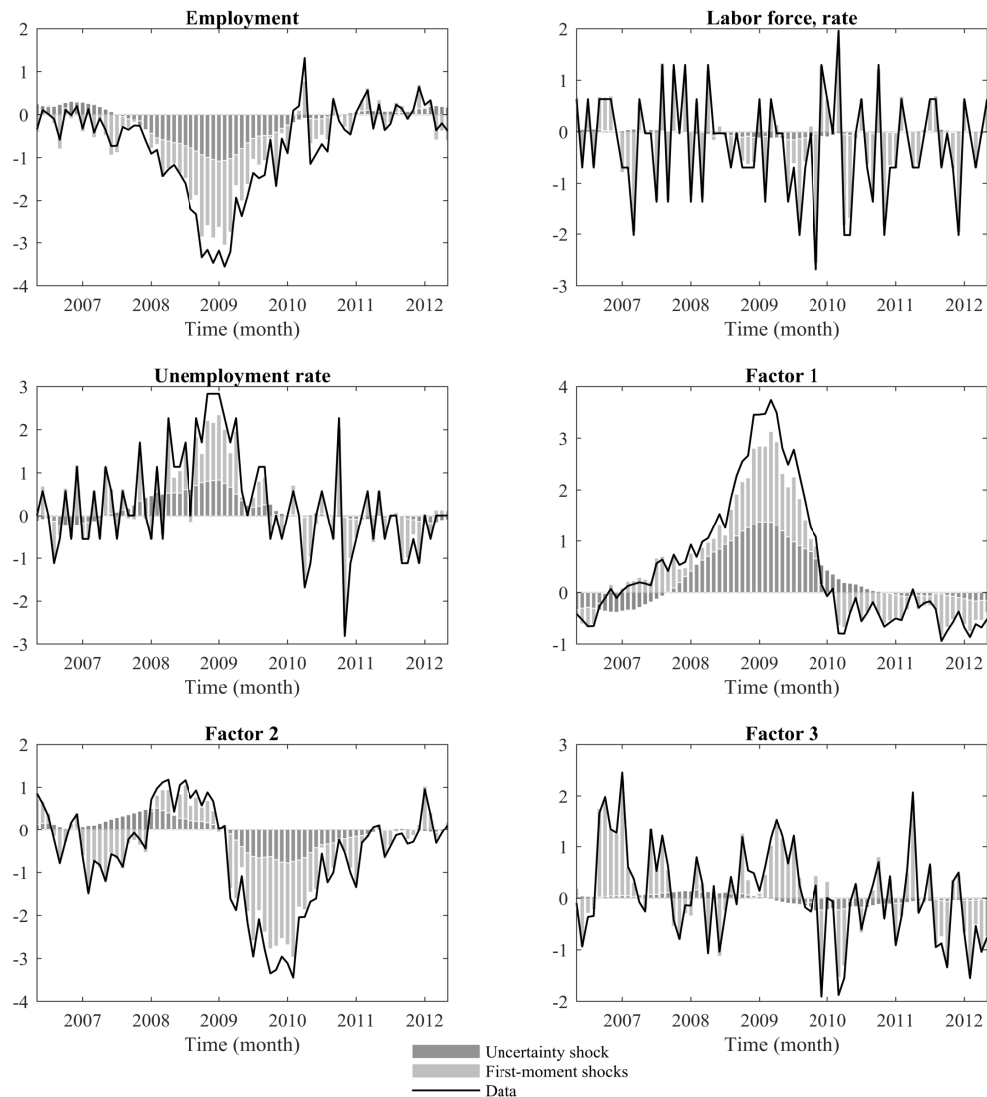 Employment
2
1
0
-1
-2
-3
-4
2007 2008 2009 2010 2011 2012
Time (month)
Labor force, rate
2
1
0
-1
-2
-3
2007 2008 2009 2010 2011 2012
Time (month)
Unemployment rate
3
2
1
0
-1
-2
-3
2007 2008 2009 2010 2011 2012
Time (month)
Factor 1
4
3
2
1
0
-1
2007 2008 2009 2010 2011 2012
Time (month)
Factor 2
2
1
0
-1
-2
-3
-4
2007 2008 2009 2010 2011 2012
Time (month)
Factor 3
3
2
1
0
-1
-2
2007 2008 2009 2010 2011 2012
Time (month)
Uncertainty shock
First-moment shocks
Data